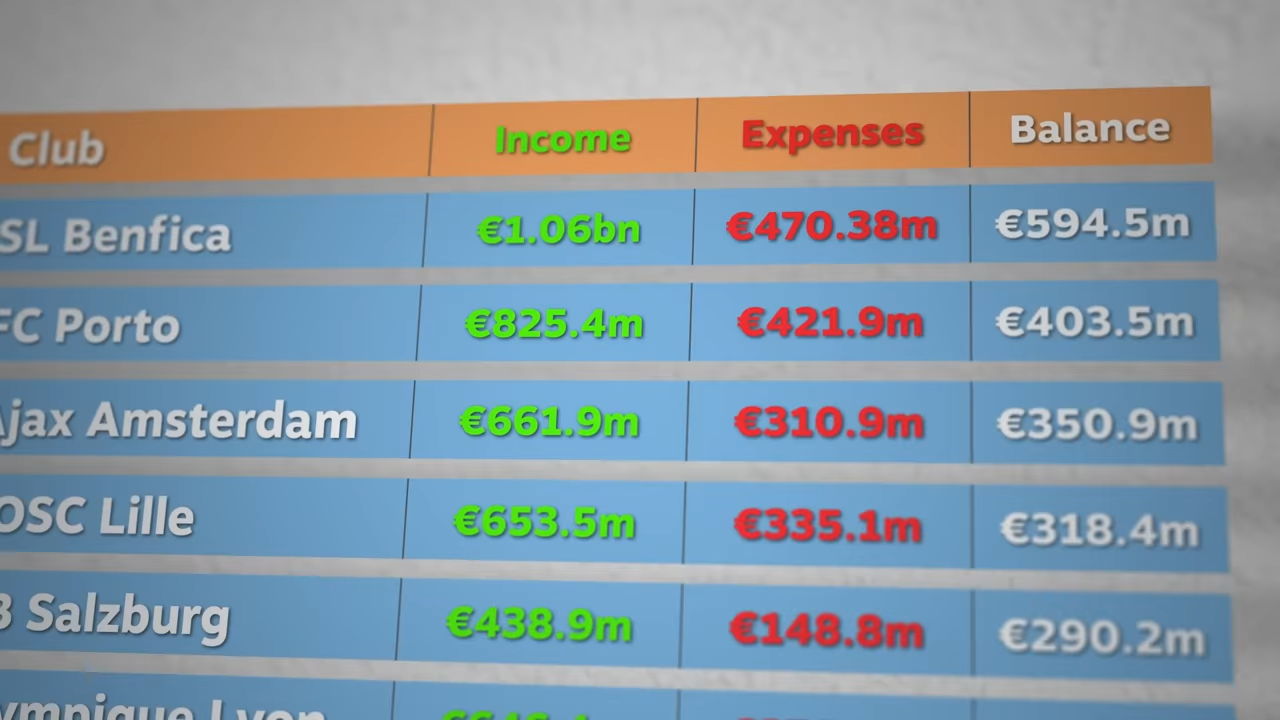 Club Income Expenses Balance
SL Benfica €1.06bn €470.38m €594.5m
FC Porto €825.4m €421.9m €403.5m
Ajax Amsterdam €661.9m €310.9m €350.9m
OSC Lille €653.5m €335.1m €318.4m
Salzburg €438.9m €148.8m €290.2m
Lyon